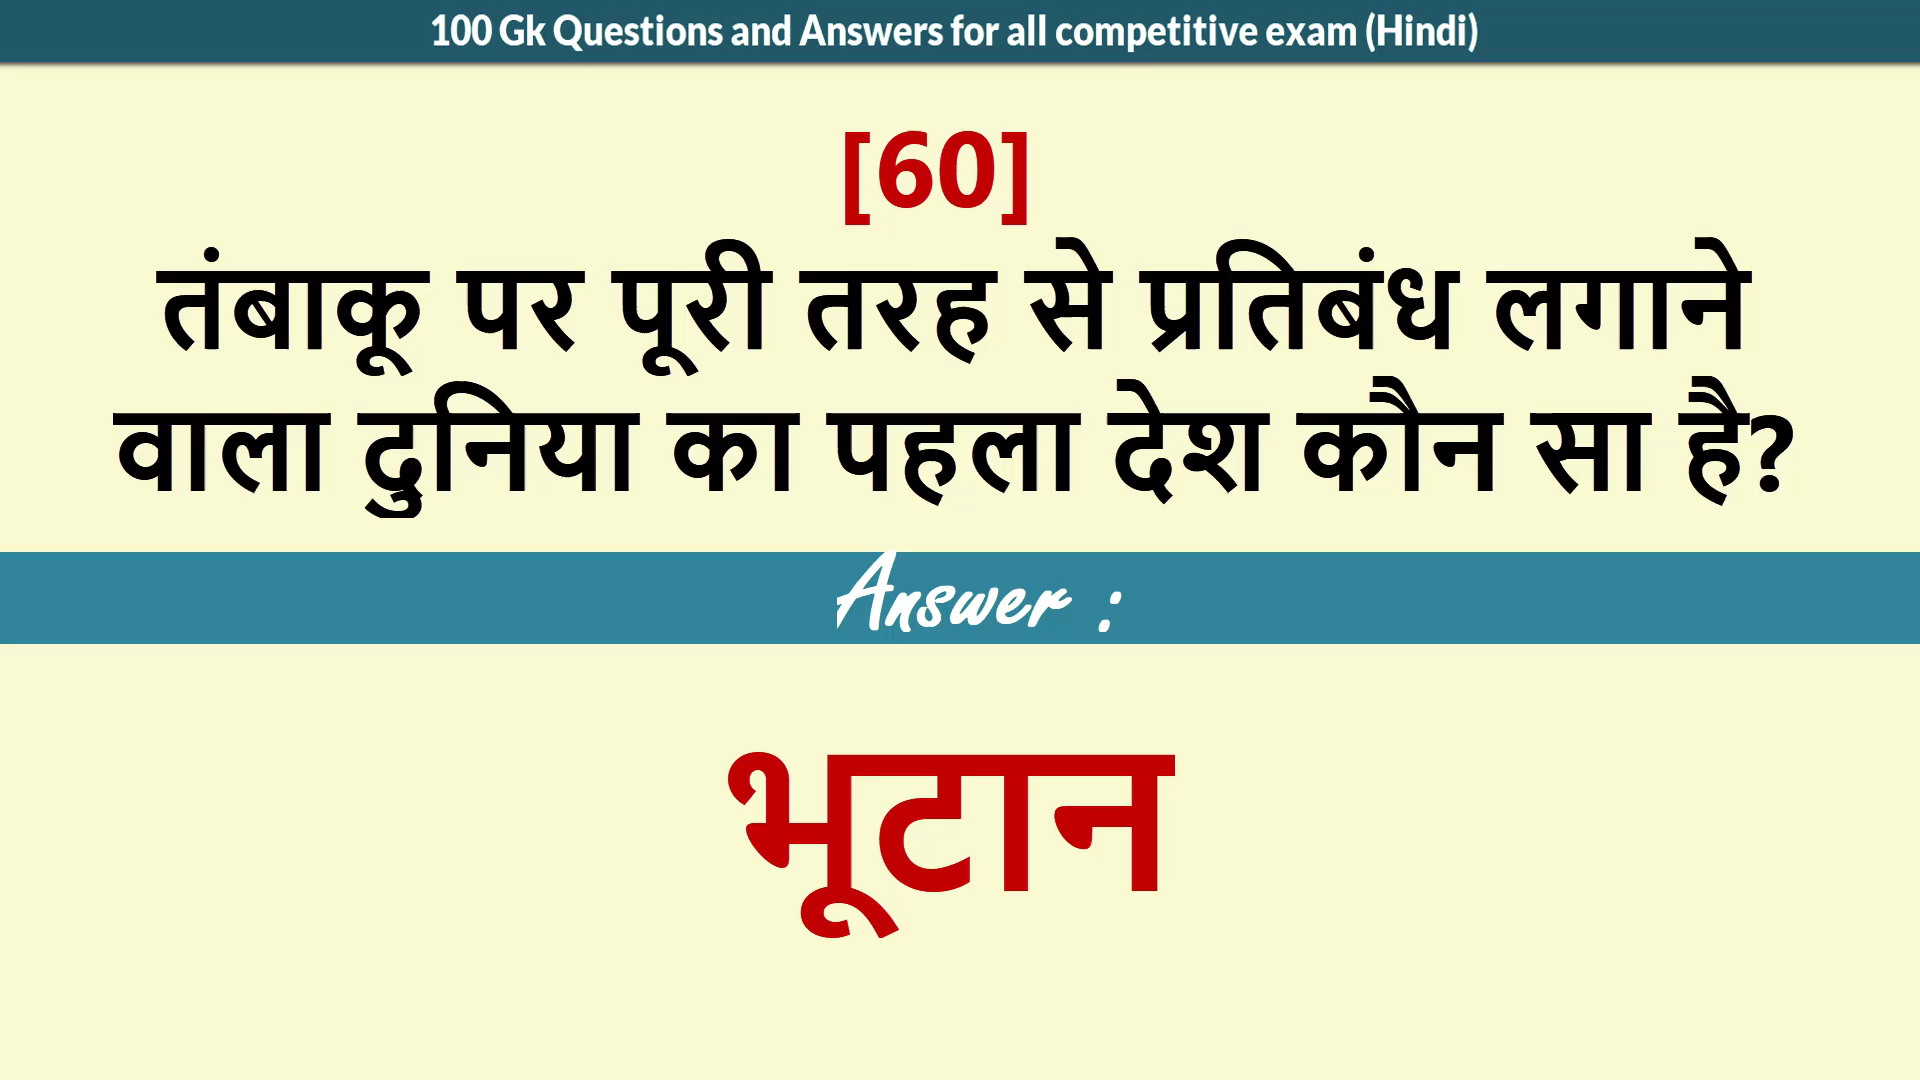 100 Gk Questions and Answers for all competitive exam (Hindi)
[60]
तंबाकू पर पूरी तरह से प्रतिबंध लगाने
वाला दुनिया का पहला देश कौन सा है?
Answer :
भूटान